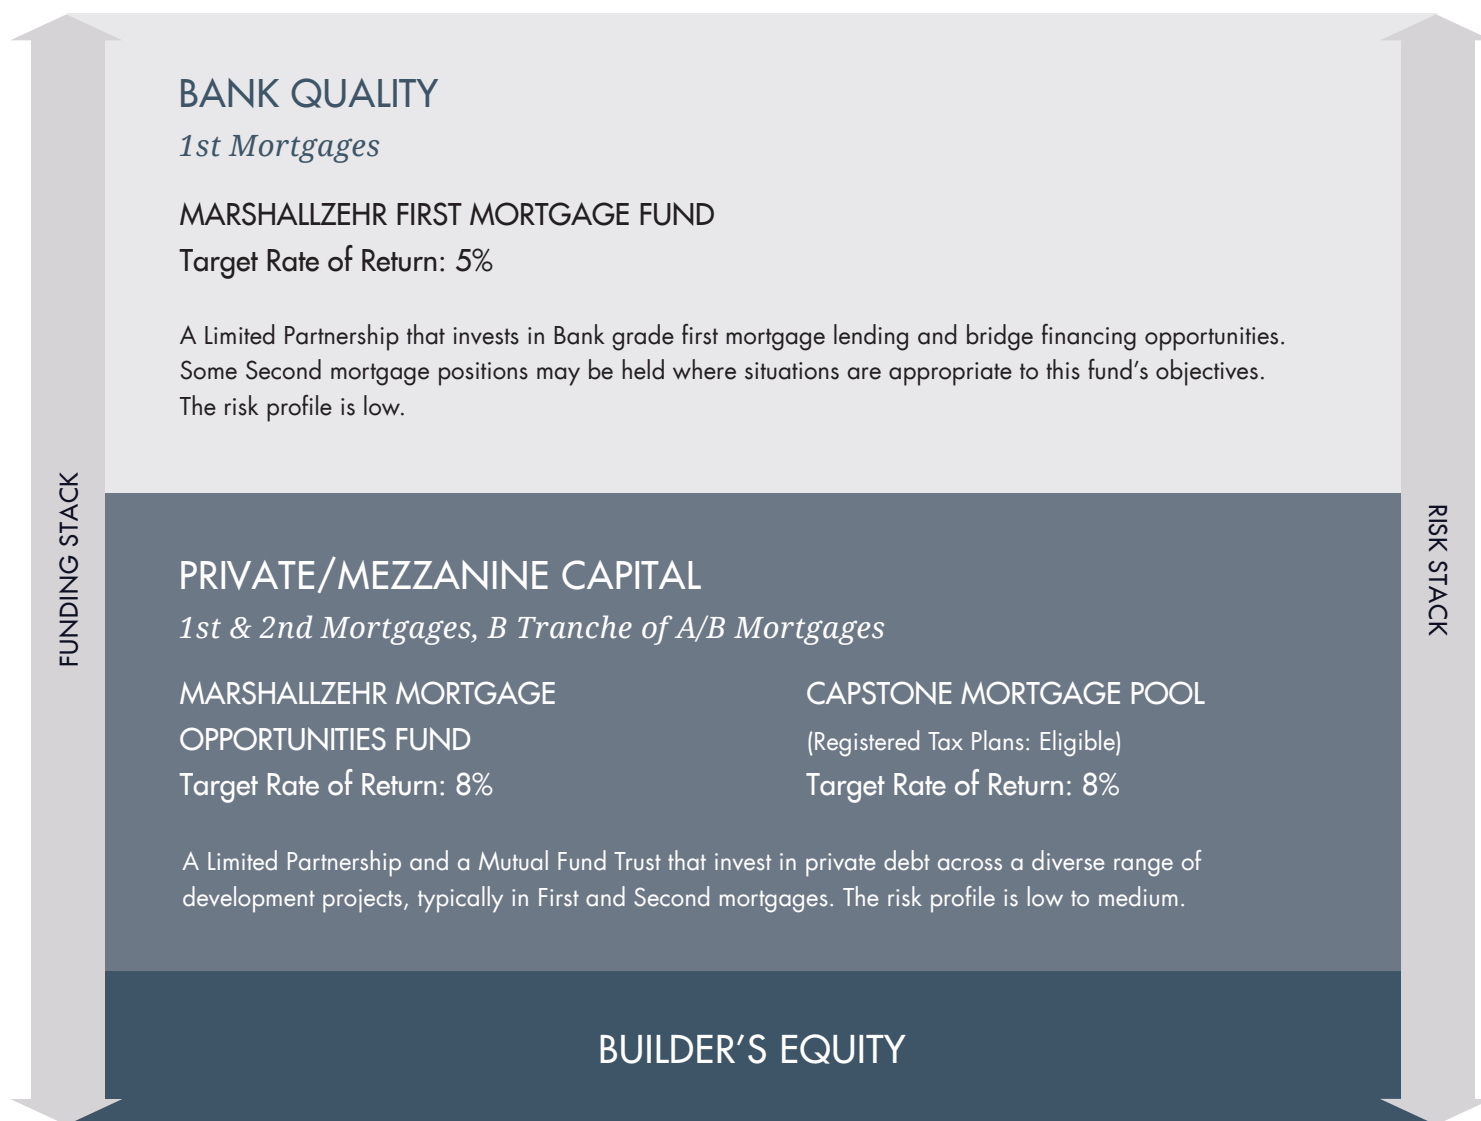 BANK QUALITY
1st Mortgages
MARSHALLZEHR FIRST MORTGAGE FUND
Target Rate of Return: 5%
A Limited Partnership that invests in Bank grade first mortgage lending and bridge financing opportunities.
Some Second mortgage positions may be held where situations are appropriate to this fund’s objectives.
The risk profile is low.
FUNDING STACK
RISK STACK
PRIVATE/MEZZANINE CAPITAL
1st & 2nd Mortgages, B Tranche of A/B Mortgages
MARSHALLZEHR MORTGAGE
OPPORTUNITIES FUND
Target Rate of Return: 8%
CAPSTONE MORTGAGE POOL
(Registered Tax Plans: Eligible)
Target Rate of Return: 8%
A Limited Partnership and a Mutual Fund Trust that invest in private debt across a diverse range of
development projects, typically in First and Second mortgages. The risk profile is low to medium.
BUILDER’S EQUITY